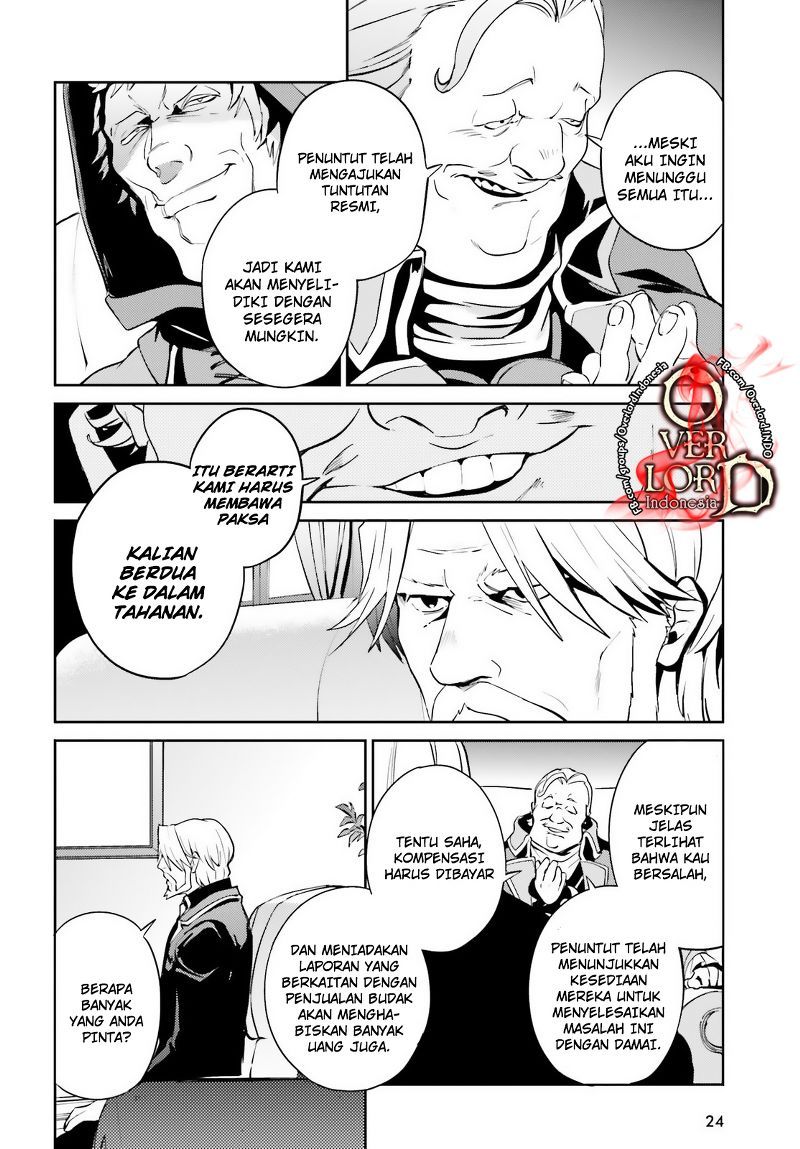 ...MESKI
AKU INGIN
MENUNGGU
SEMUA ITU...
PENUNTUT TELAH
MENGAJUKAN
TUNTUTAN
RESMI,
JADI KAMI
AKAN MENYELI-
DIKI DENGAN
SESEGERA
MUNGKIN.
FB.com/OverlordINDO
FB.com/groups/OverlordIndonesia
OVERLORD
Indonesia
ITU BERARTI
KAMI HARUS
MEMBAWA
PAKSA
KALIAN
BERDUA
KE DALAM
TAHANAN.
MESKIPUN
JELAS
TERLIHAT
BAHWA KAU
BERSALAH,
PENUNTUT TELAH
MENUNJUKKAN
KESEDIAAN
MEREKA UNTUK
MENYELESAIKAN
MASALAH INI
DENGAN DAMAI.
TENTU SAHA,
KOMPENSASI
HARUS DIBAYAR
DAN MENIADAKAN
LAPORAN YANG
BERKAITAN DENGAN
PENJUALAN BUDAK
AKAN MENGHA-
BISKAN BANYAK
UANG JUGA.
BERAPA
BANYAK
YANG ANDA
PINTA?
24